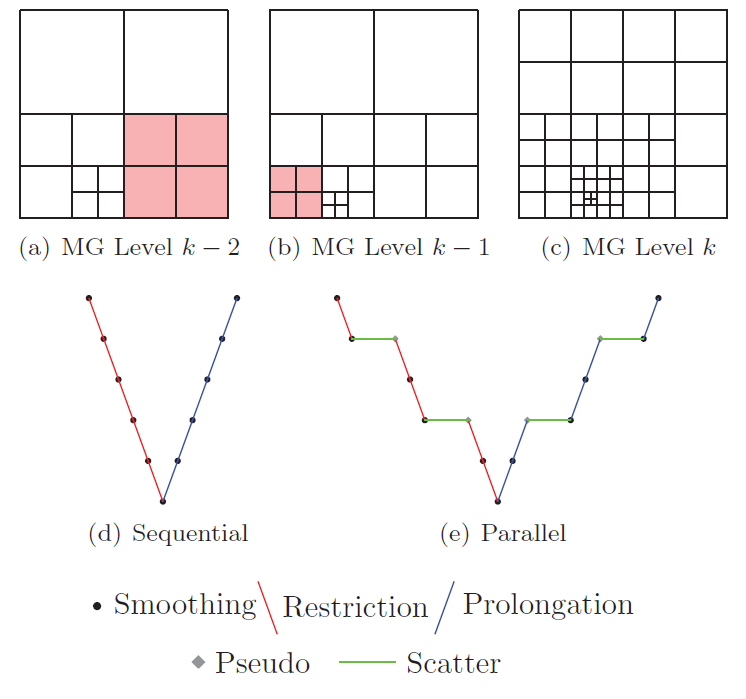 (a) MG Level k − 2 (b) MG Level k − 1 (c) MG Level k
(d) Sequential (e) Parallel
Smoothing Restriction Prolongation
Pseudo Scatter